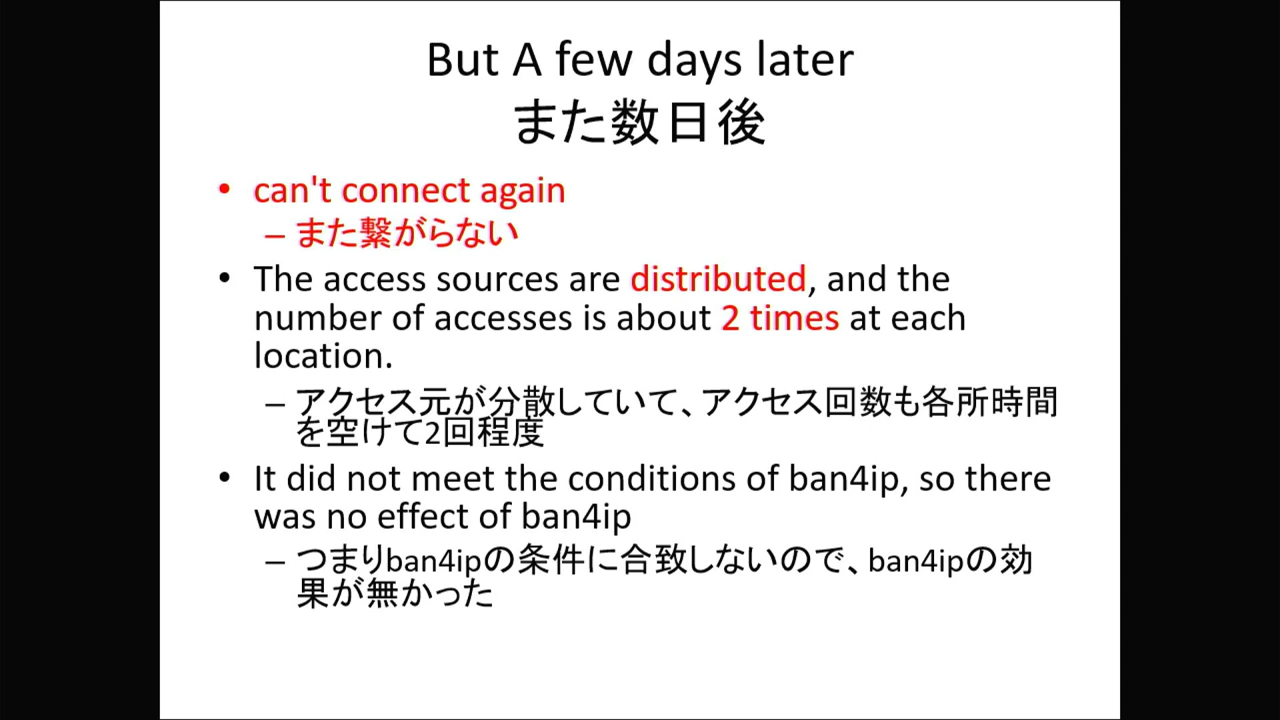 But A few days later
また数日後
• can't connect again
– また繋がらない
• The access sources are distributed, and the
number of accesses is about 2 times at each
location.
– アクセス元が分散していて、アクセス回数も各所時間
を空けて2回程度
• It did not meet the conditions of ban4ip, so there
was no effect of ban4ip
– つまりban4ipの条件に合致しないので、ban4ipの効
果が無かった